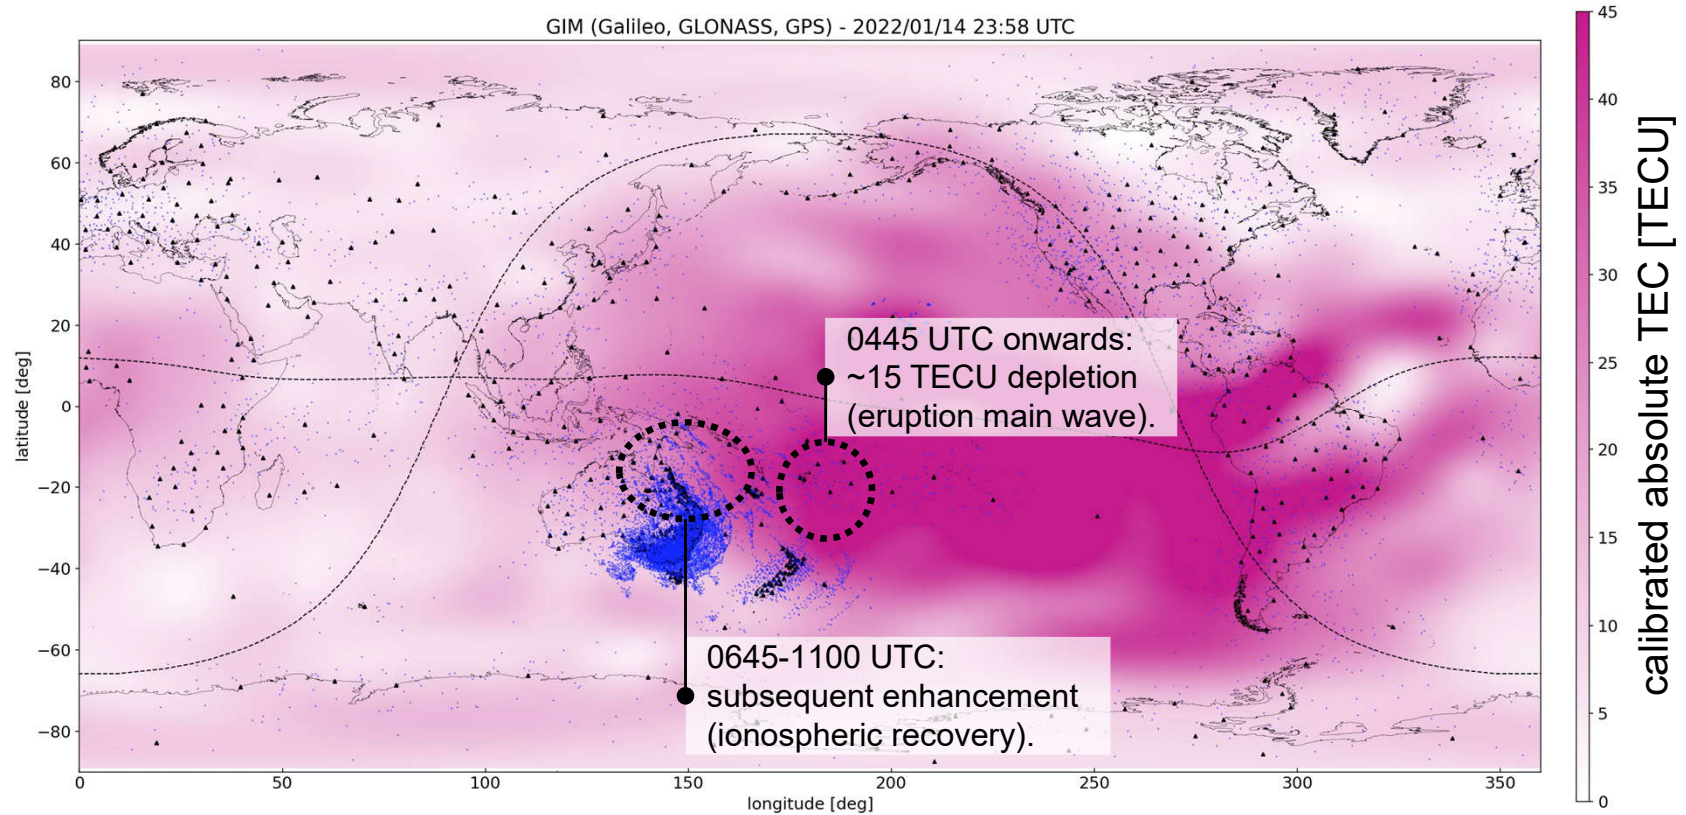 GIM (Galileo, GLONASS, GPS) - 2022/01/14 23:58 UTC
80
60
40
20
0
−20
−40
−60
−80
latitude [deg]
0445 UTC onwards:
~15 TECU depletion
(eruption main wave).
0645-1100 UTC:
subsequent enhancement
(ionospheric recovery).
0
50
100
150
200
250
300
350
longitude [deg]
45
40
35
30
25
20
15
10
5
0
calibrated absolute TEC [TECU]